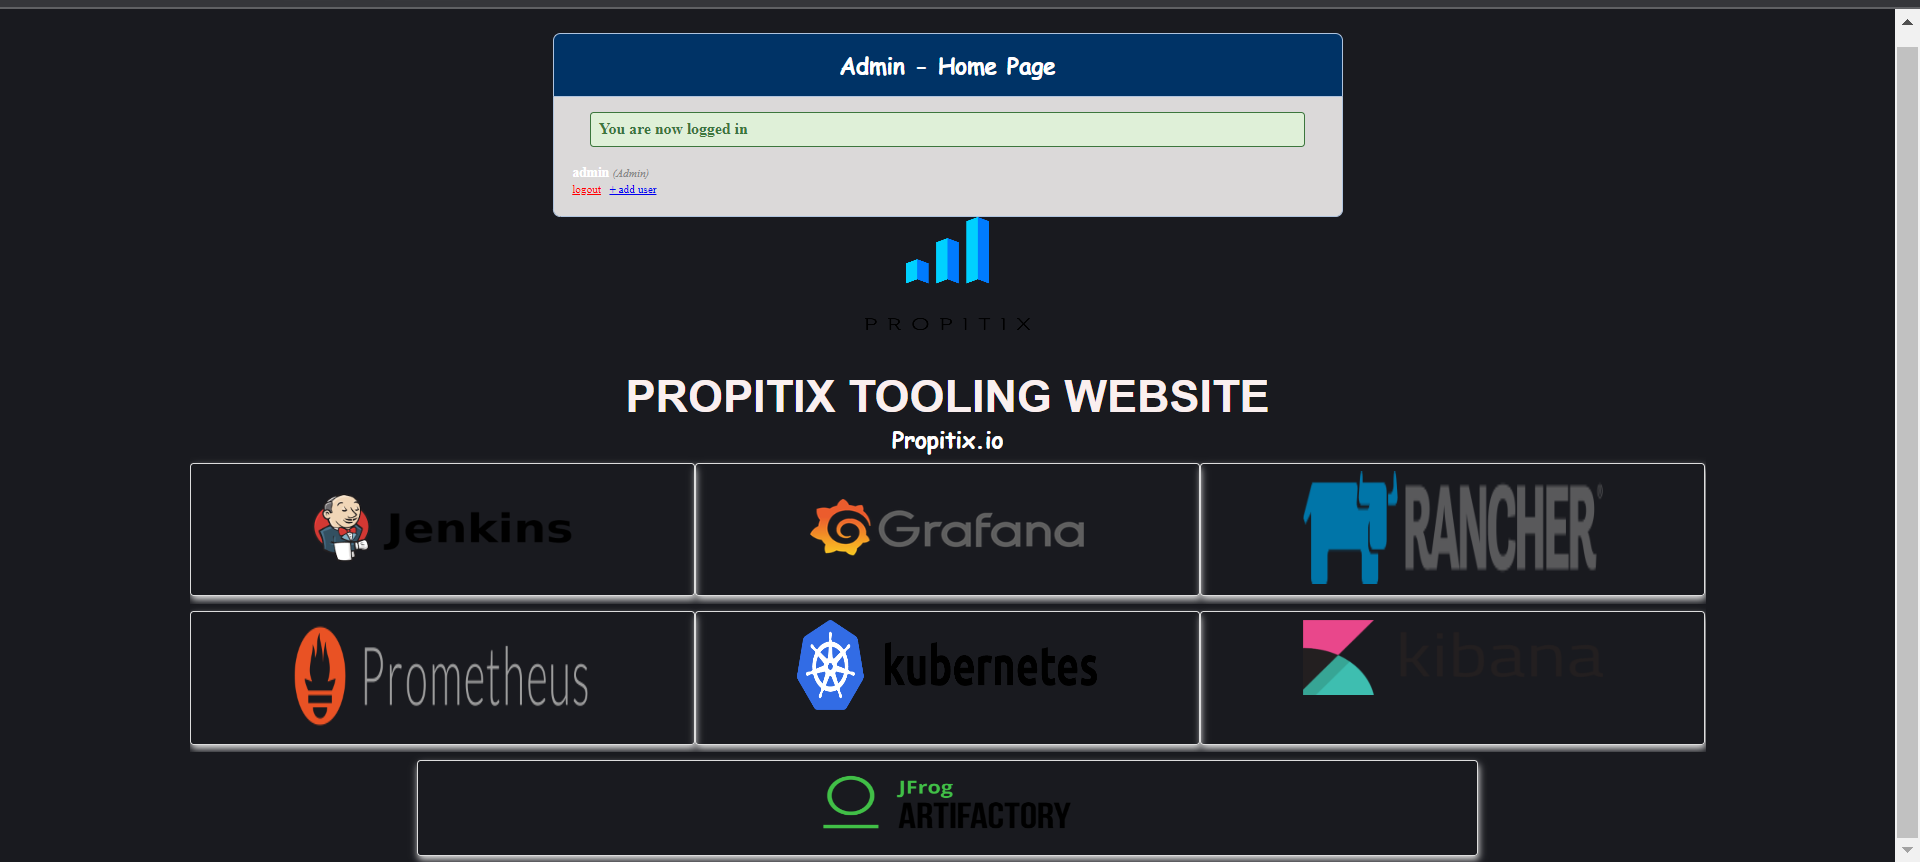 Admin - Home Page
You are now logged in
admin (Admin)
logout + add user
PROPITIX
PROPITIX TOOLING WEBSITE
Propitix.io
Jenkins
Grafana
RANCHER®
Prometheus
kubernetes
kibana
JFrog
ARTIFACTORY